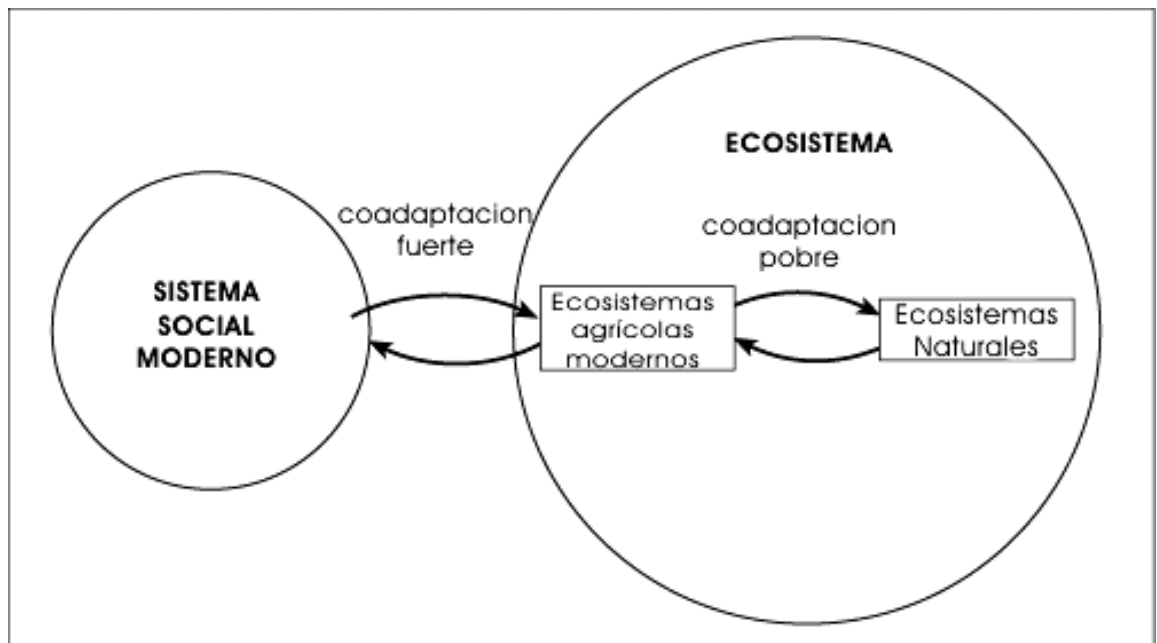 ECOSISTEMA
coadaptacion
fuerte
coadaptacion
pobre
SISTEMA
SOCIAL
MODERNO
Ecosistemas
agrícolas
modernos
Ecosistemas
Naturales